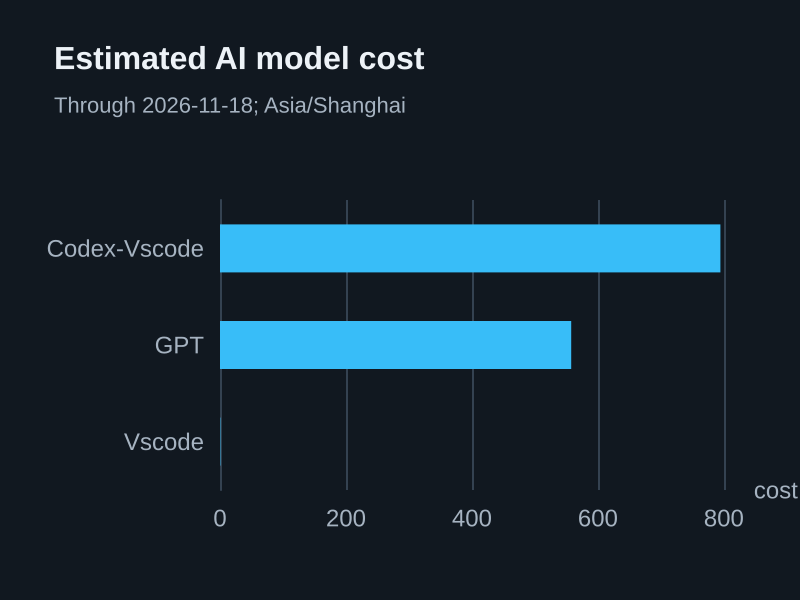 Estimated AI model cost
Through 2026-11-18; Asia/Shanghai
Codex-Vscode
GPT
Vscode
cost
0 200 400 600 800